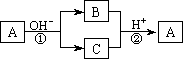 A OH⁻ ① B C H⁺ ② A